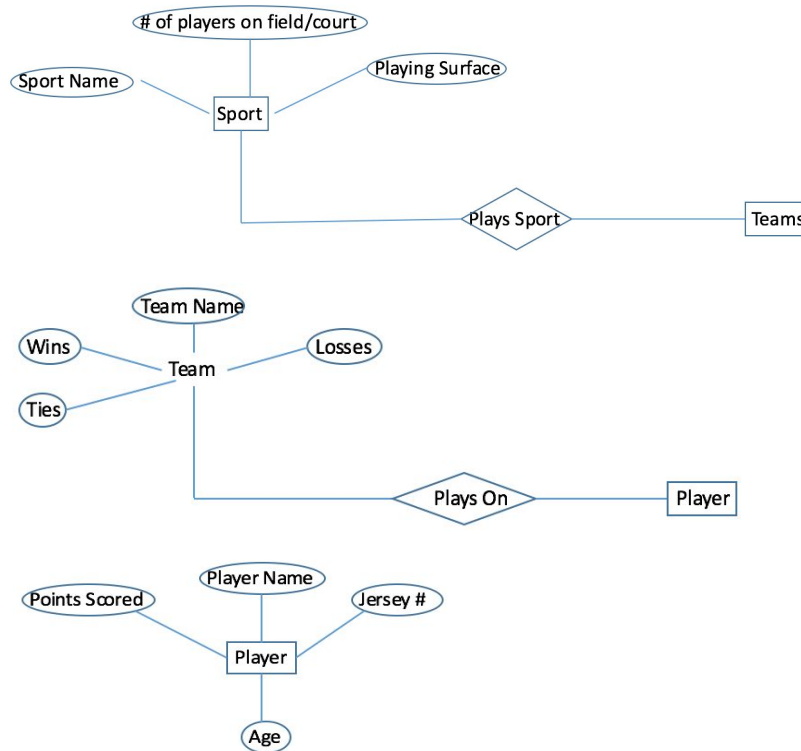 # of players on field/court
Sport Name
Playing Surface
Sport
Plays Sport
Teams
Team Name
Wins
Losses
Team
Ties
Plays On
Player
Player Name
Points Scored
Jersey #
Player
Age